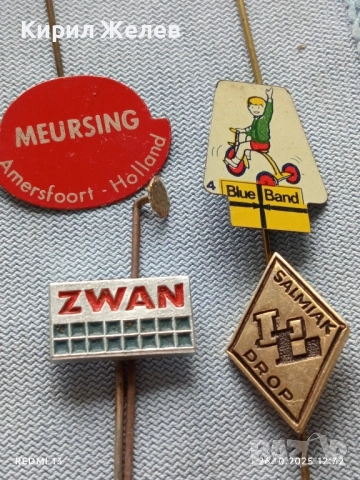 Кирил Желев
MEURSING
Amersfoort - Holland
4
Blue Band
ZWAN
SALMIAK
DROP
REDMI 13